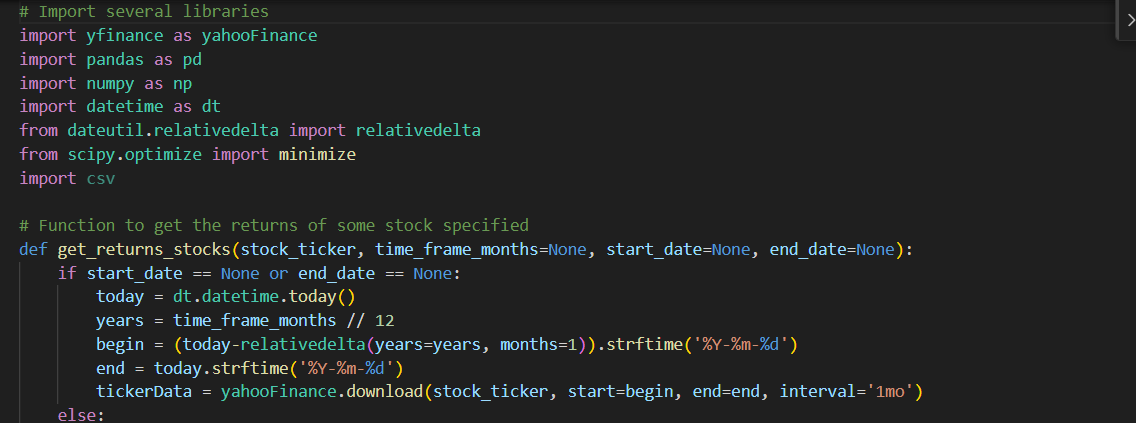 # Import several libraries
import yfinance as yahooFinance
import pandas as pd
import numpy as np
import datetime as dt
from dateutil.relativedelta import relativedelta
from scipy.optimize import minimize
import csv

# Function to get the returns of some stock specified
def get_returns_stocks(stock_ticker, time_frame_months=None, start_date=None, end_date=None):
    if start_date == None or end_date == None:
        today = dt.datetime.today()
        years = time_frame_months // 12
        begin = (today-relativedelta(years=years, months=1)).strftime('%Y-%m-%d')
        end = today.strftime('%Y-%m-%d')
        tickerData = yahooFinance.download(stock_ticker, start=begin, end=end, interval='1mo')
    else: